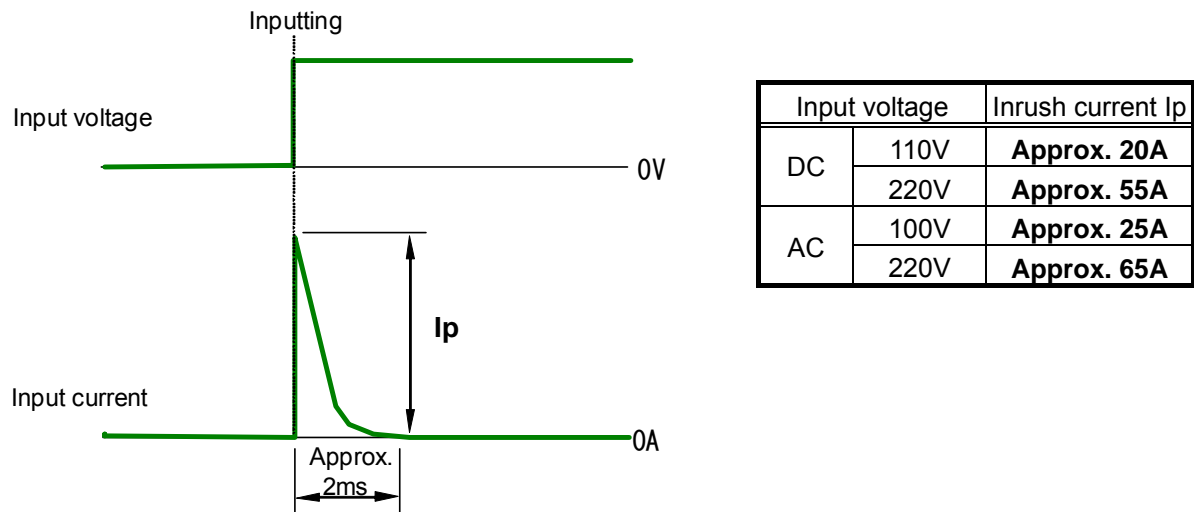 Inputting
Input voltage
0V
Ip
Input current
0A
Approx.
2ms
Input voltage Inrush current Ip
DC 110V Approx. 20A
220V Approx. 55A
AC 100V Approx. 25A
220V Approx. 65A